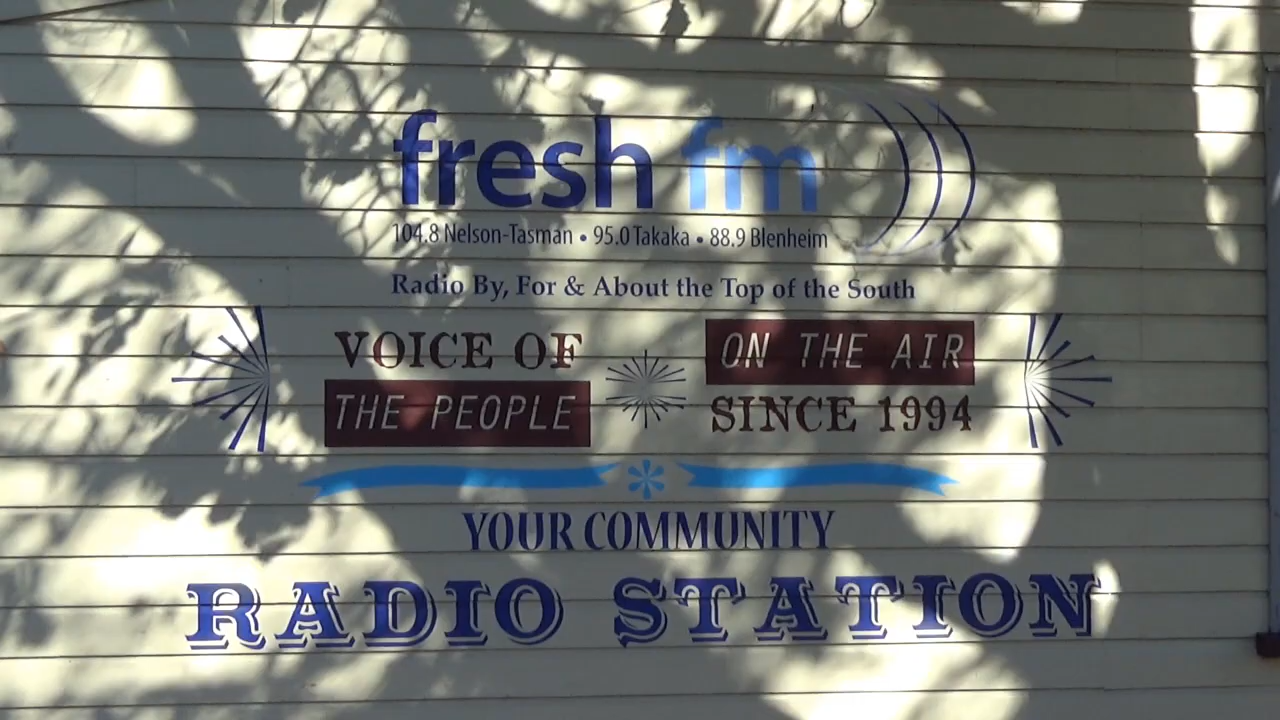 fresh fm
104.8 Nelson-Tasman • 95.0 Takaka • 88.9 Blenheim
Radio By, For & About the Top of the South
VOICE OF
THE PEOPLE
ON THE AIR
SINCE 1994
YOUR COMMUNITY
RADIO STATION